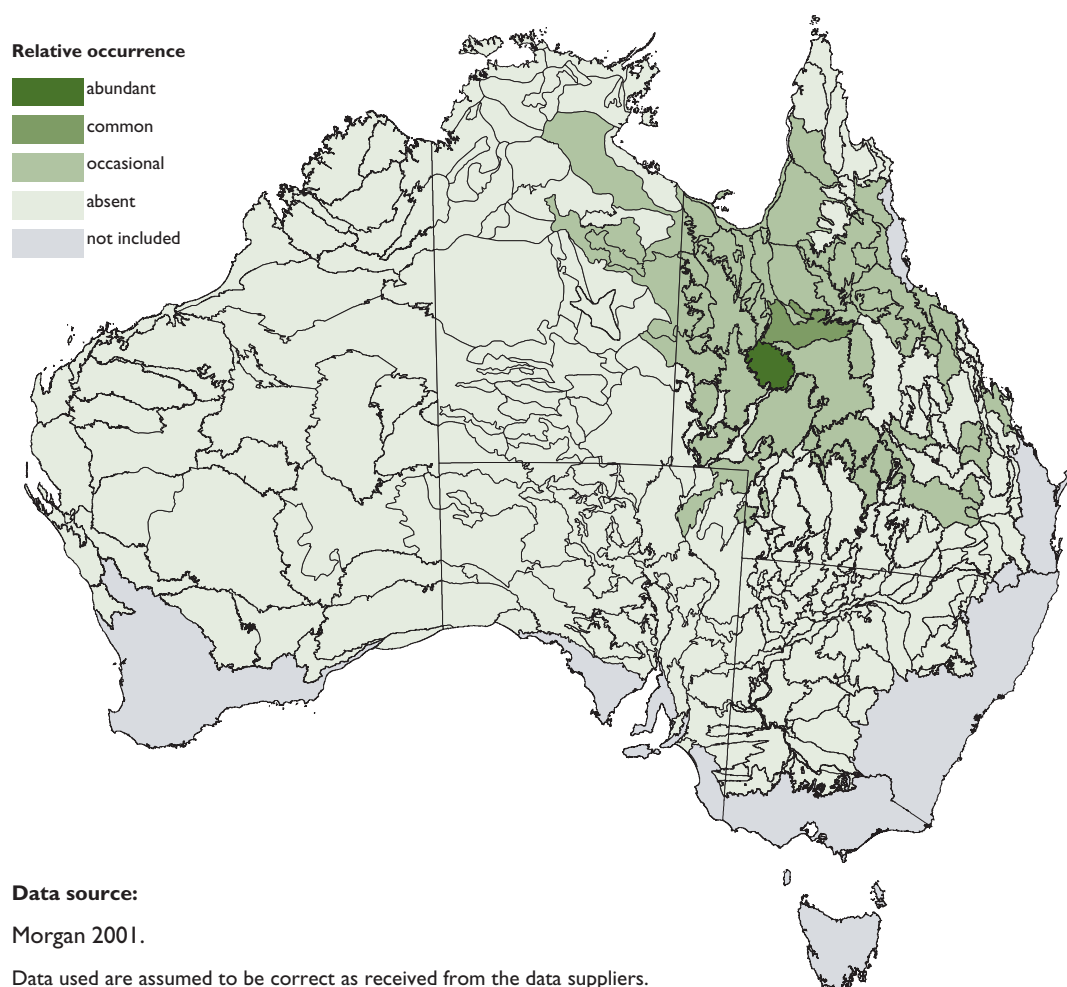 Relative occurrence
abundant
common
occasional
absent
not included
Data source:
Morgan 2001.
Data used are assumed to be correct as received from the data suppliers.